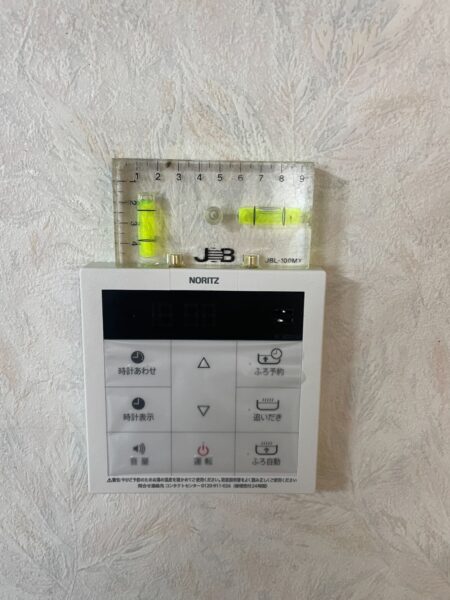 1 2 3 4 5 6 7 8 9
1
2
3
4
JB
JBL-100MX
NORITZ
時計あわせ
ふろ予約
時計表示
追いだき
音量
運転
ふろ自動